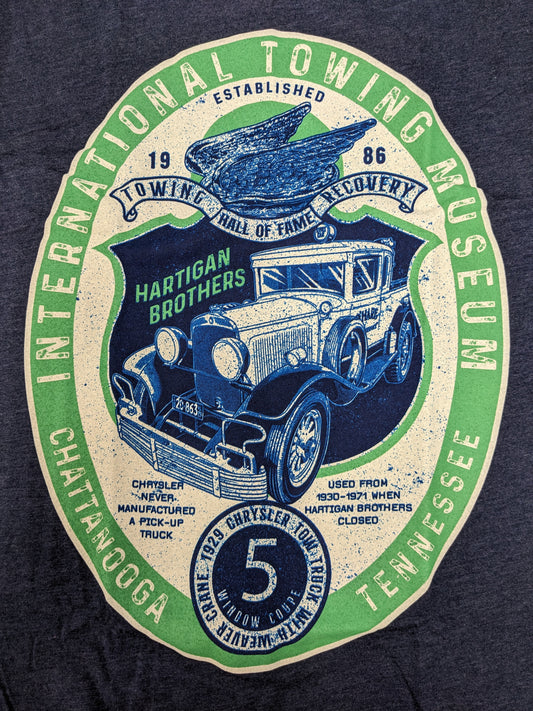 INTERNATIONAL TOWING MUSEUM
ESTABLISHED
19 86
TOWING RECOVERY
HALL OF FAME
HARTIGAN
BROTHERS
2C 863
CHRYSLER
NEVER
MANUFACTURED
A PICK-UP
TRUCK
USED FROM
1930-1971 WHEN
HARTIGAN BROTHERS
CLOSED
1929 CHRYSLER TOW TRUCK WITH WEAVER CRANE
5
WINDOW COUPE
CHATTANOOGA
TENNESSEE